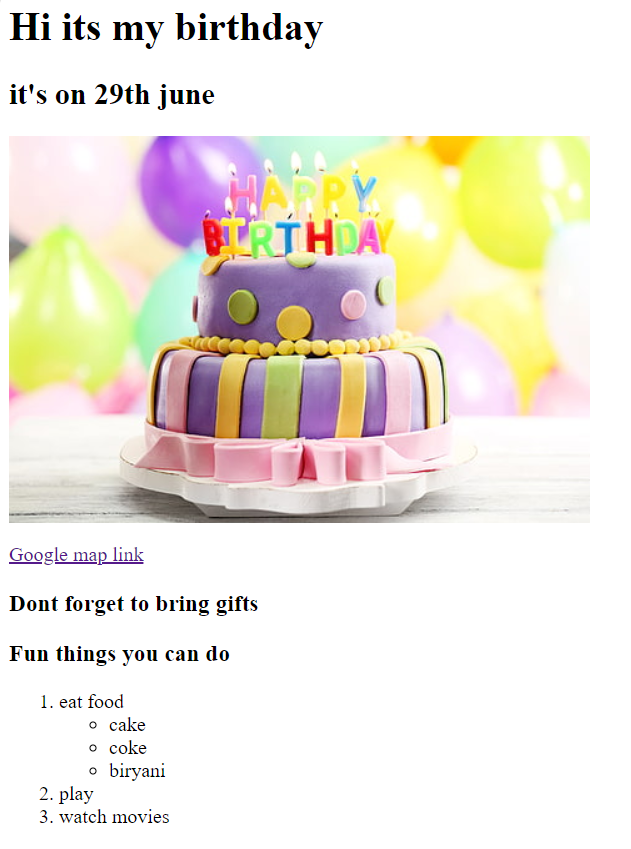 Hi its my birthday
it's on 29th june
HAPPY
BIRTHDAY
Google map link
Dont forget to bring gifts
Fun things you can do
1. eat food
cake
coke
biryani
2. play
3. watch movies